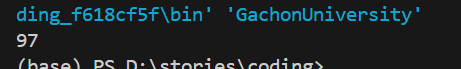 ding_f618cf5f\bin' 'GachonUniversity'
97
(base) PS D:\stories\coding>